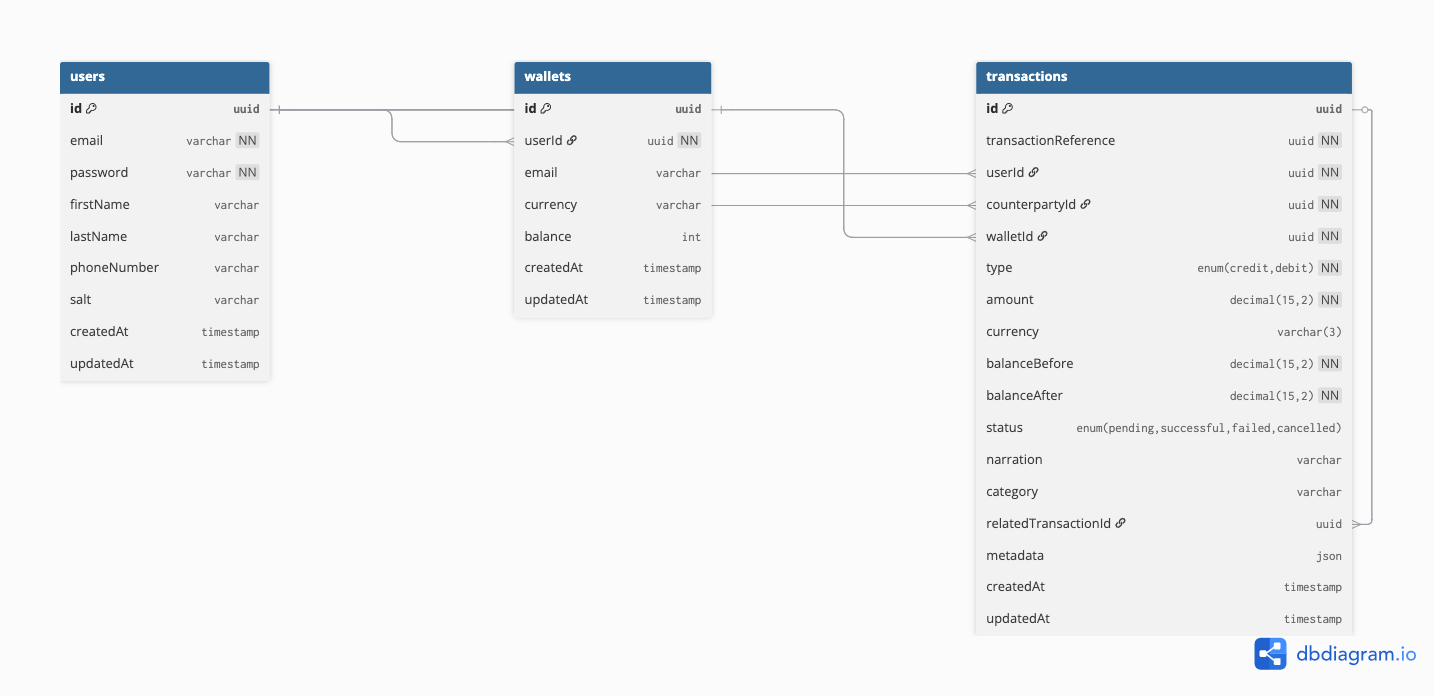 users
id uuid
email varchar NN
password varchar NN
firstName varchar
lastName varchar
phoneNumber varchar
salt varchar
createdAt timestamp
updatedAt timestamp
wallets
id uuid
userId uuid NN
email varchar
currency varchar
balance int
createdAt timestamp
updatedAt timestamp
transactions
id uuid
transactionReference uuid NN
userId uuid NN
counterpartyId uuid NN
walletId uuid NN
type enum(credit,debit) NN
amount decimal(15,2) NN
currency varchar(3)
balanceBefore decimal(15,2) NN
balanceAfter decimal(15,2) NN
status enum(pending,successful,failed,cancelled)
narration varchar
category varchar
relatedTransactionId uuid
metadata json
createdAt timestamp
updatedAt timestamp
dbdiagram.io